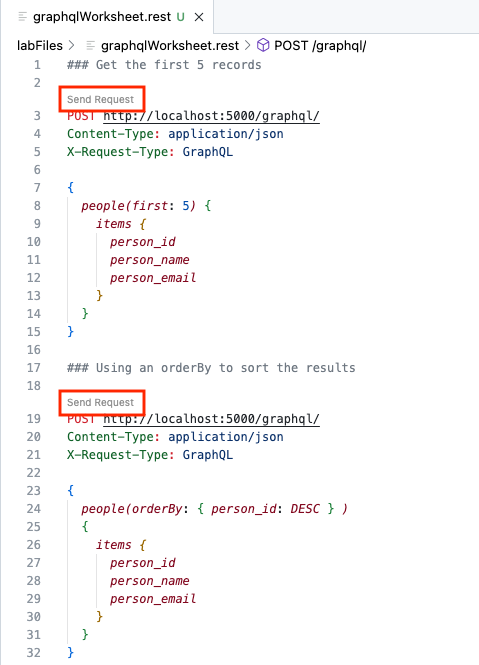 graphqlWorksheet.rest U ×
labFiles > graphqlWorksheet.rest > POST /graphql/
1 ### Get the first 5 records
2
Send Request
3 POST http://localhost:5000/graphql/
4 Content-Type: application/json
5 X-Request-Type: GraphQL
6
7 {
8 people(first: 5) {
9 items {
10 person_id
11 person_name
12 person_email
13 }
14 }
15 }
16
17 ### Using an orderBy to sort the results
18
Send Request
19 POST http://localhost:5000/graphql/
20 Content-Type: application/json
21 X-Request-Type: GraphQL
22
23 {
24 people(orderBy: { person_id: DESC } )
25 {
26 items {
27 person_id
28 person_name
29 person_email
30 }
31 }
32 }